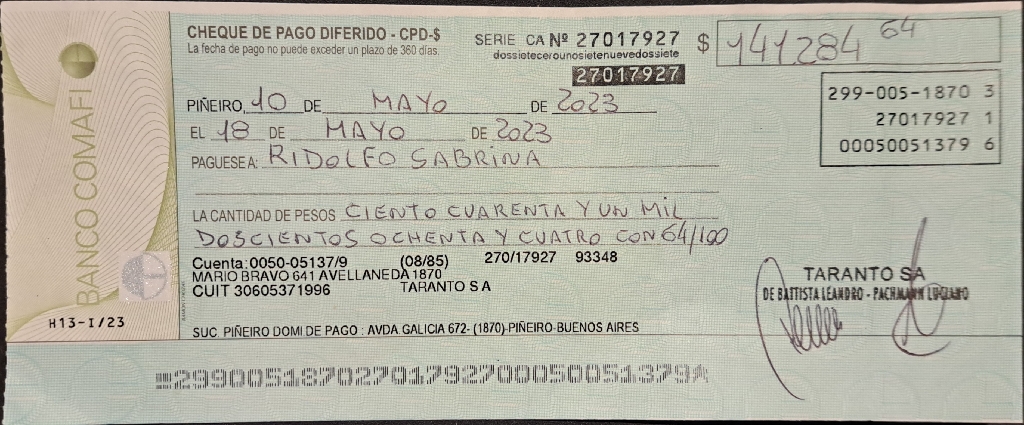 CHEQUE DE PAGO DIFERIDO - CPD-$
La fecha de pago no puede exceder un plazo de 360 días.
SERIE CA Nº 27017927
dossietecerounosietenuevedossiete
27017927
$ 141284 64
299-005-1870 3
27017927 1
00050051379 6
PIÑEIRO, 10 DE MAYO DE 2023
EL 18 DE MAYO DE 2023
PAGUESE A: RIDOLFO SABRINA
LA CANTIDAD DE PESOS CIENTO CUARENTA Y UN MIL
DOSCIENTOS OCHENTA Y CUATRO CON 64/100
Cuenta:0050-05137/9 (08/85) 270/17927 93348
MARIO BRAVO 641 AVELLANEDA 1870
CUIT 30605371996 TARANTO S A
SUC. PIÑEIRO DOMI DE PAGO : AVDA GALICIA 672- (1870)-PIÑEIRO-BUENOS AIRES
TARANTO SA
DE BATTISTA LEANDRO - PACHMANN LUCIANO
BANCO COMAFI
H13-I/23
29900518702701792700050051379